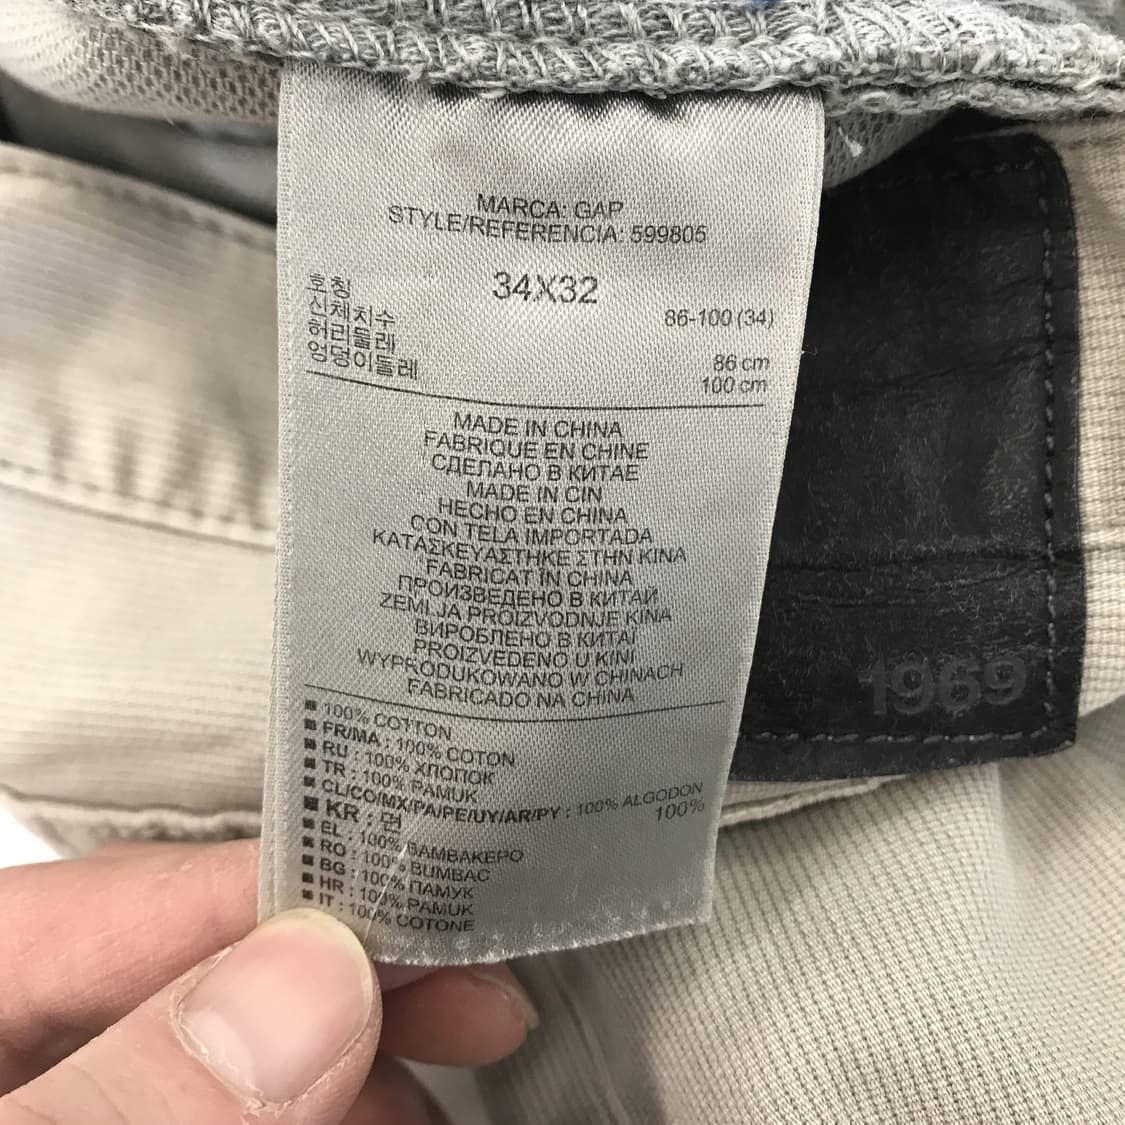 MARCA: GAP
STYLE/REFERENCIA: 599805
34X32
호칭
신체치수 86-100 (34)
허리둘레 86 cm
엉덩이둘레 100 cm
MADE IN CHINA
FABRIQUE EN CHINE
СДЕЛАНО В КИТАЕ
MADE IN CIN
HECHO EN CHINA
CON TELA IMPORTADA
ΚΑΤΑΣΚΕΥΑΣΤΗΚΕ ΣΤΗΝ ΚΙΝΑ
FABRICAT ÎN CHINA
ПРОИЗВЕДЕНО В КИТАЙ
ZEMLJA PROIZVODNJE KINA
ВИРОБЛЕНО В КИТАЇ
PROIZVEDENO U KINI
WYPRODUKOWANO W CHINACH
FABRICADO NA CHINA
■ 100% COTTON
■ FR/MA : 100% COTON
■ RU : 100% ХЛОПОК
■ TR : 100% PAMUK
■ CL/CO/MX/PA/PE/UY/AR/PY : 100% ALGODON
■ KR : 면 100%
■ EL : 100% ΒΑΜΒΑΚΕΡΟ
■ RO : 100% BUMBAC
■ BG : 100% ПАМУК
■ HR : 100% PAMUK
■ IT : 100% COTONE
1969